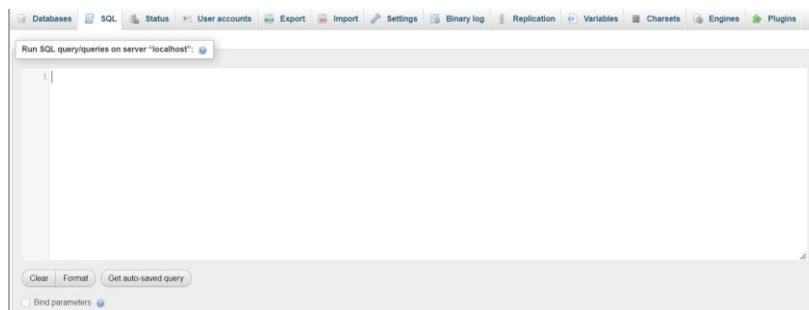 Databases SQL Status User accounts Export Import Settings Binary log Replication Variables Charsets Engines Plugins
Run SQL query/queries on server “localhost”:
1
Clear Format Get auto-saved query
Bind parameters